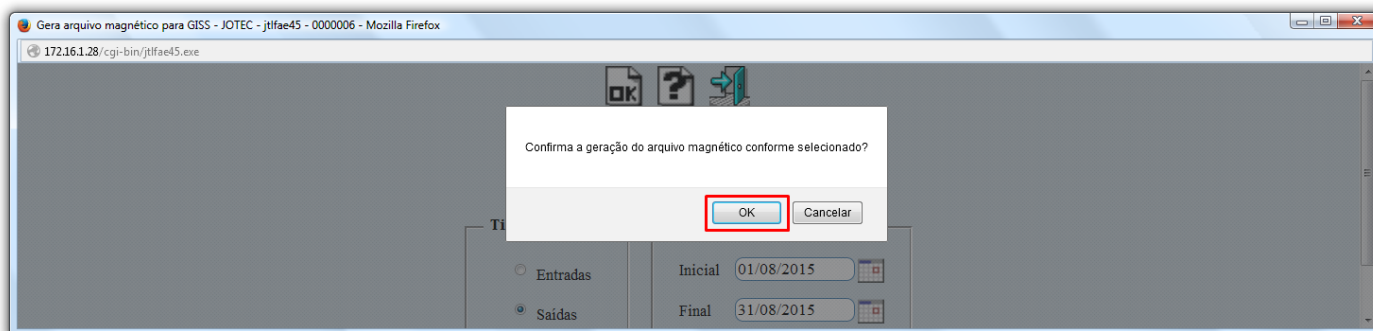 Gera arquivo magnético para GISS - JOTEC - jtlfae45 - 0000006 - Mozilla Firefox
172.16.1.28/cgi-bin/jtlfae45.exe
OK ?
Confirma a geração do arquivo magnético conforme selecionado?
OK Cancelar
Ti
Entradas Inicial 01/08/2015
Saídas Final 31/08/2015